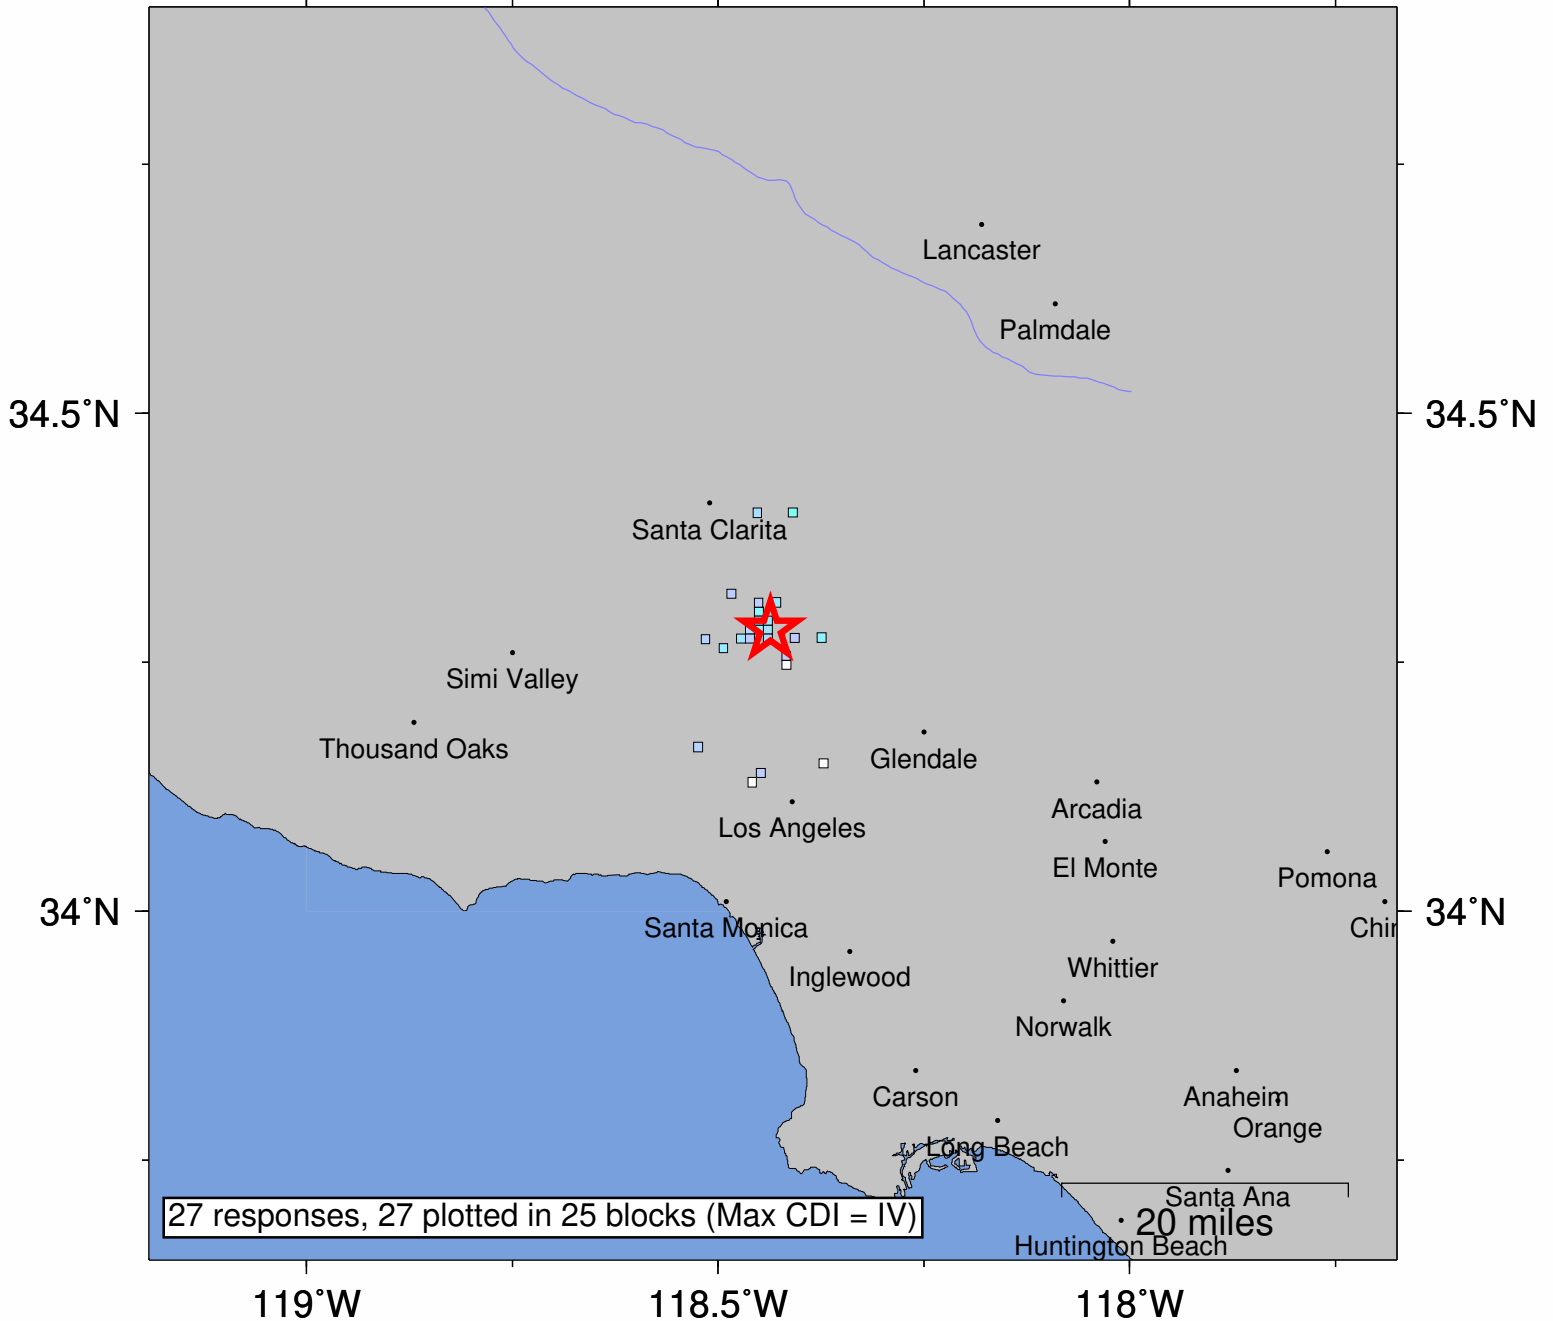 Lancaster
Palmdale
34.5˚N
34.5˚N
Santa Clarita
Simi Valley
Thousand Oaks
Glendale
Arcadia
Los Angeles
El Monte
Pomona
34˚N
34˚N
Santa Monica
Chin
Inglewood
Whittier
Norwalk
Carson
Anaheim
Orange
Long Beach
Santa Ana
27 responses, 27 plotted in 25 blocks (Max CDI = IV)
20 miles
Huntington Beach
119˚W
118.5˚W
118˚W